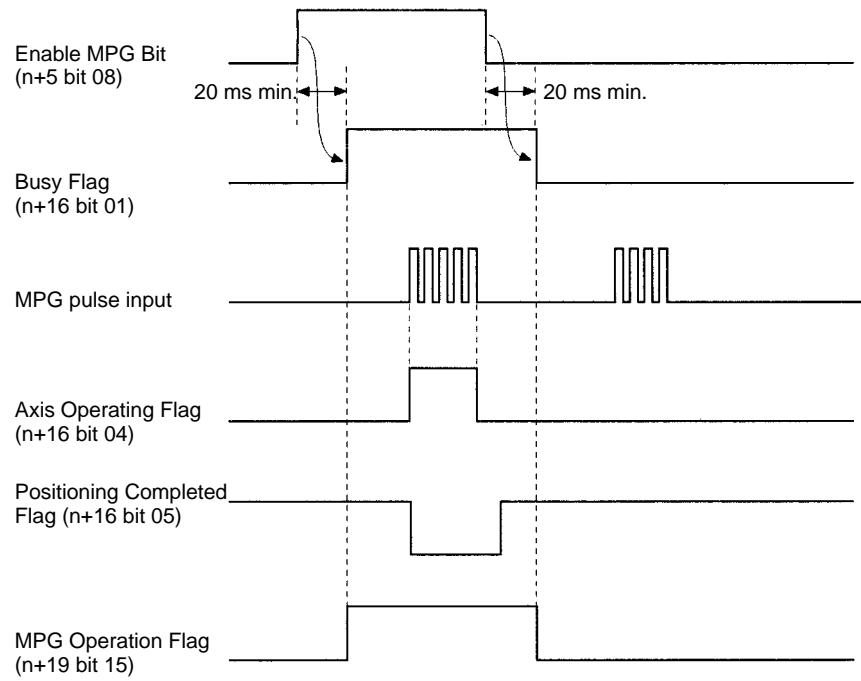 Enable MPG Bit
(n+5 bit 08)
20 ms min.
20 ms min.
Busy Flag
(n+16 bit 01)
MPG pulse input
Axis Operating Flag
(n+16 bit 04)
Positioning Completed
Flag (n+16 bit 05)
MPG Operation Flag
(n+19 bit 15)